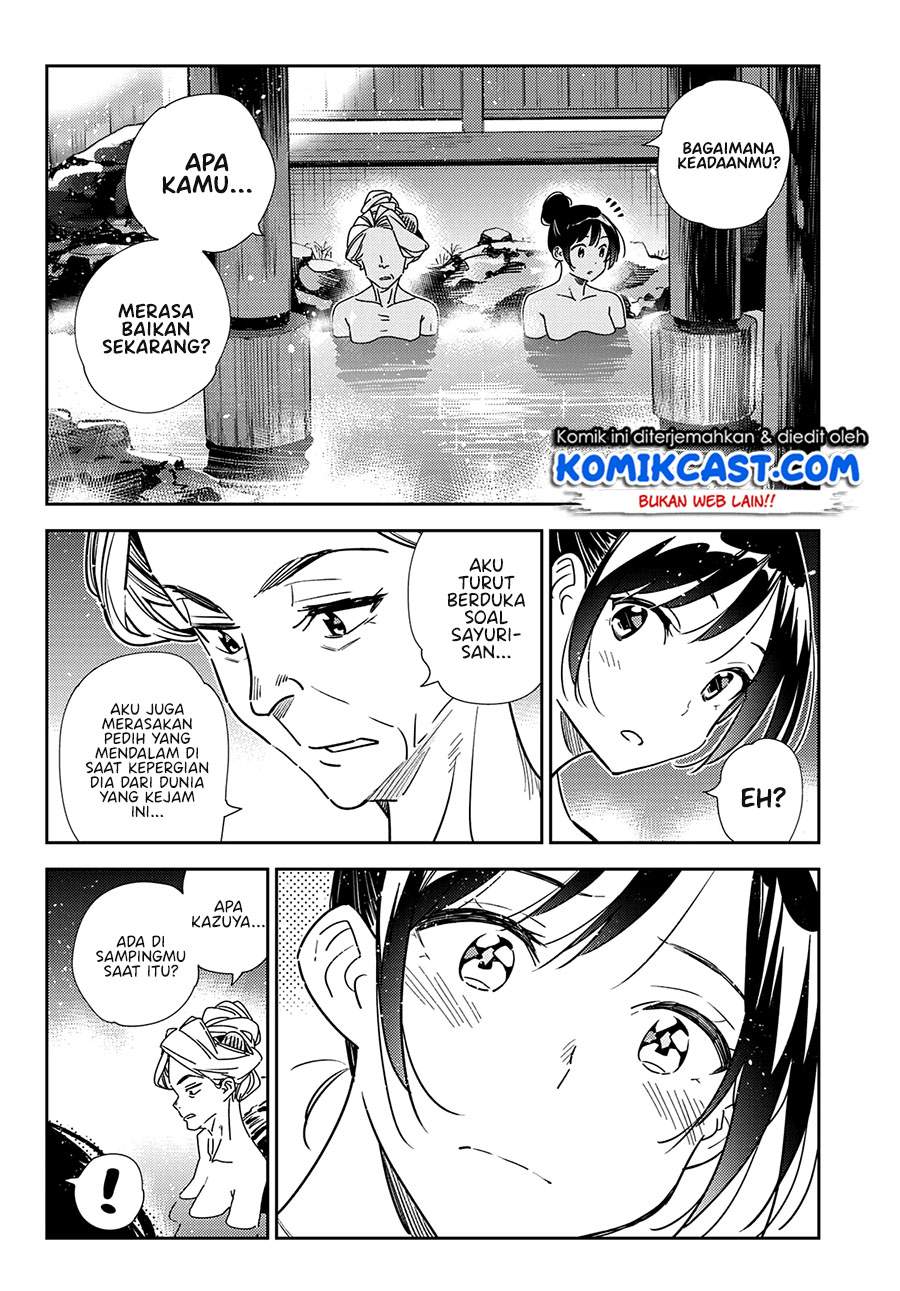 BAGAIMANA
KEADAANMU?
APA
KAMU...
MERASA
BAIKAN
SEKARANG?
Komik ini diterjemahkan & diedit oleh
KOMIKCAST.COM
BUKAN WEB LAIN!!
EH?
AKU
TURUT
BERDUKA
SOAL
SAYURI-
SAN...
AKU JUGA
MERASAKAN
PEDIH YANG
MENDALAM DI
SAAT KEPERGIAN
DIA DARI DUNIA
YANG KEJAM
INI...
APA
KAZUYA...
ADA DI
SAMPINGMU
SAAT ITU?
!